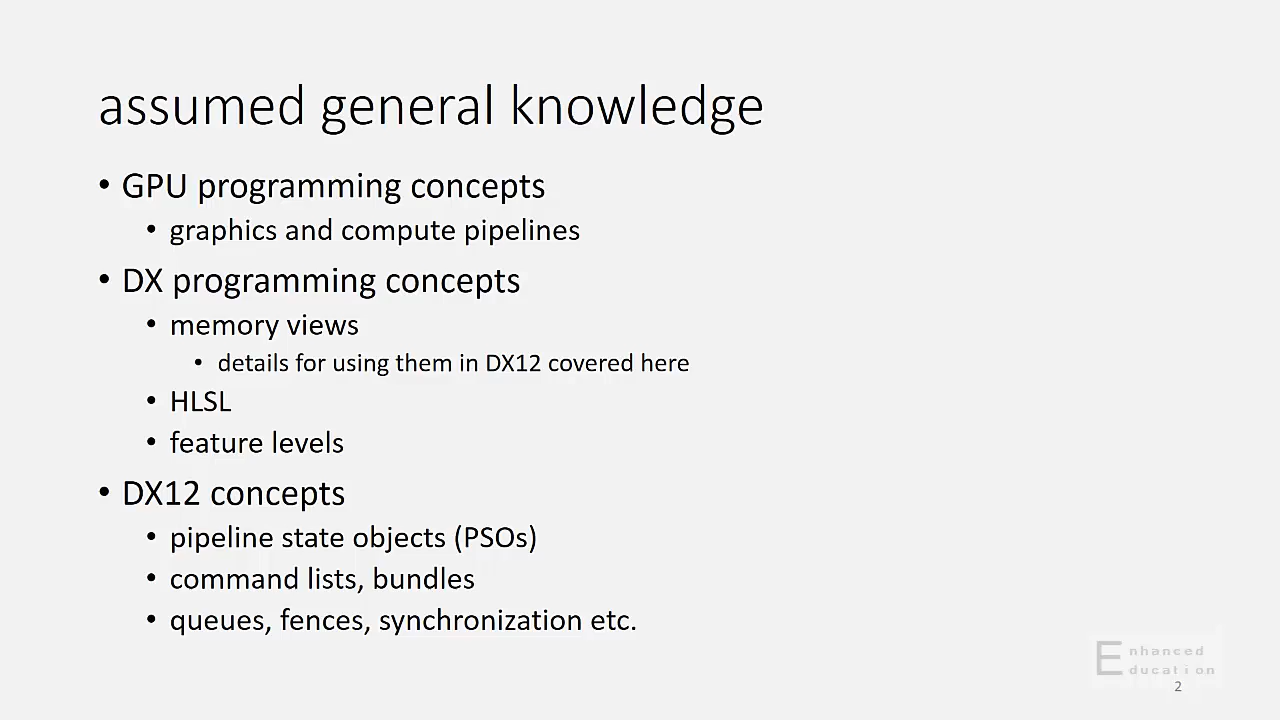 assumed general knowledge
• GPU programming concepts
• graphics and compute pipelines
• DX programming concepts
• memory views
• details for using them in DX12 covered here
• HLSL
• feature levels
• DX12 concepts
• pipeline state objects (PSOs)
• command lists, bundles
• queues, fences, synchronization etc.
Enhanced
Education
2